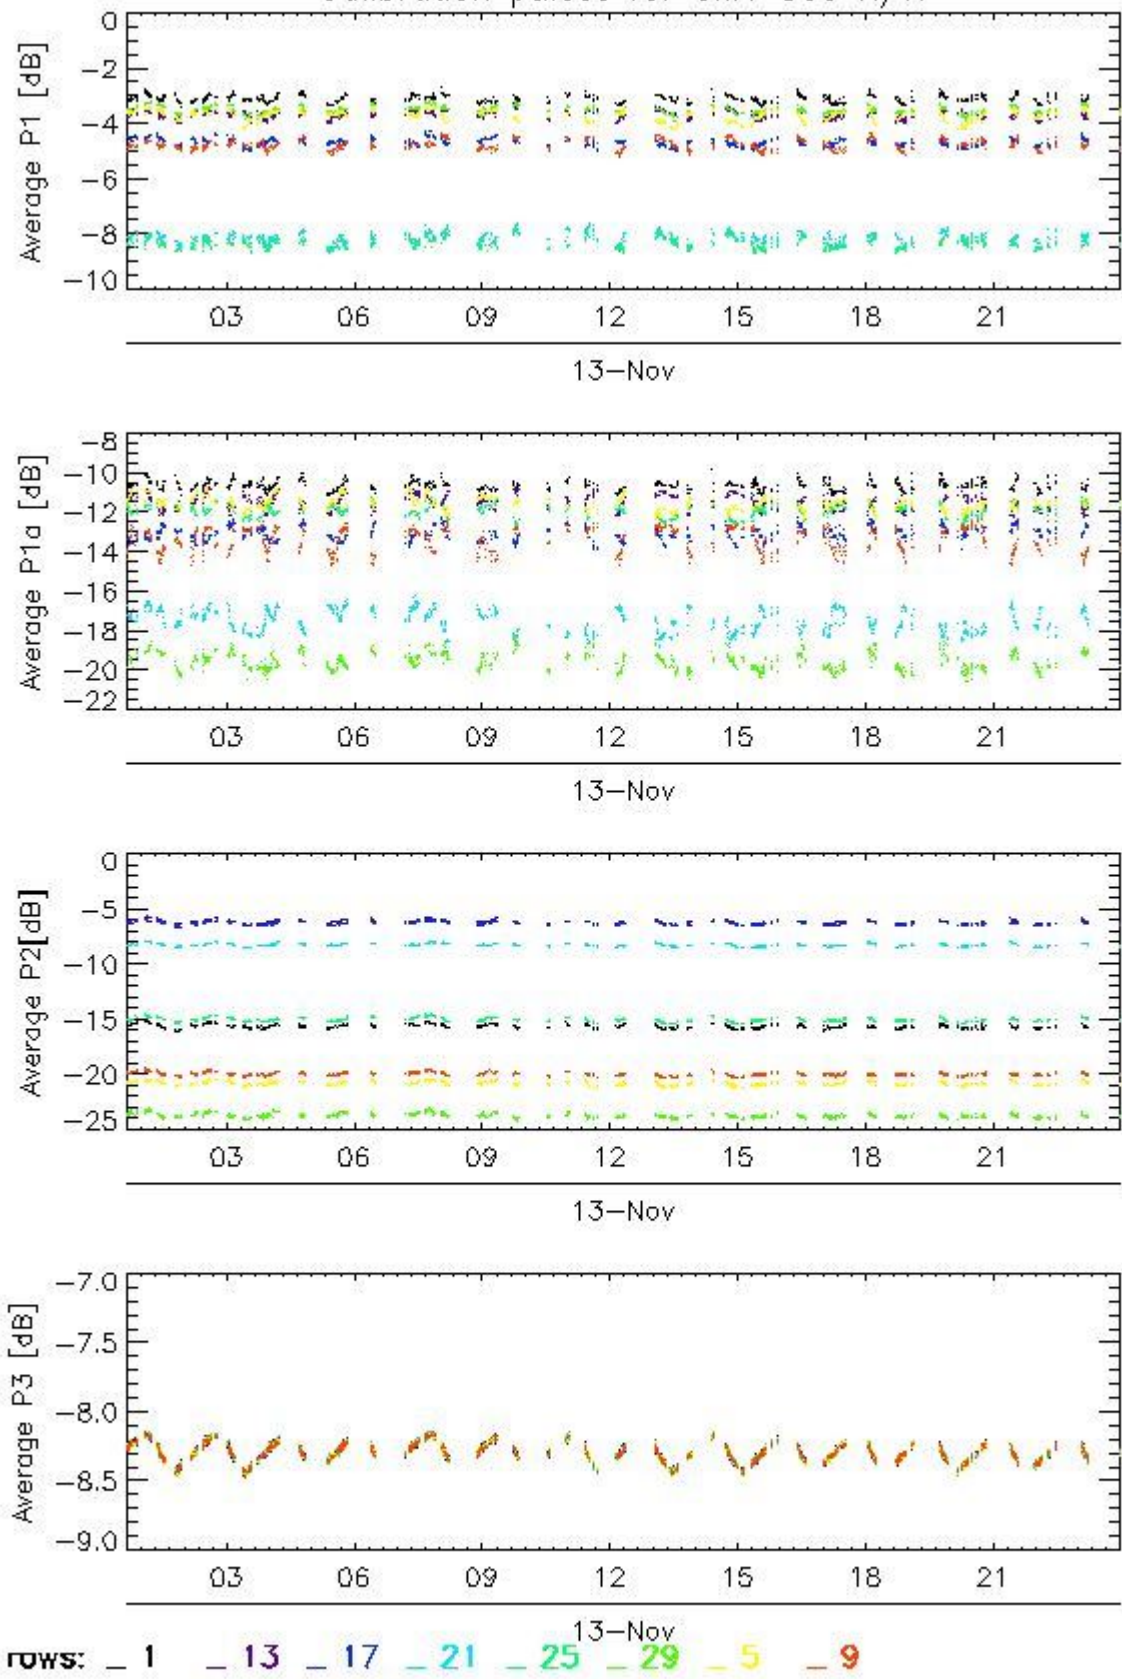 0
−2
−4
−6
−8
−10
Average P1 [dB]
03 06 09 12 15 18 21
13−Nov
−8
−10
−12
−14
−16
−18
−20
−22
Average P1a [dB]
03 06 09 12 15 18 21
13−Nov
0
−5
−10
−15
−20
−25
Average P2[dB]
03 06 09 12 15 18 21
13−Nov
−7.0
−7.5
−8.0
−8.5
−9.0
Average P3 [dB]
03 06 09 12 15 18 21
13−Nov
rows: _ 1 _ 13 _ 17 _ 21 _ 25 _ 29 _ 5 _ 9